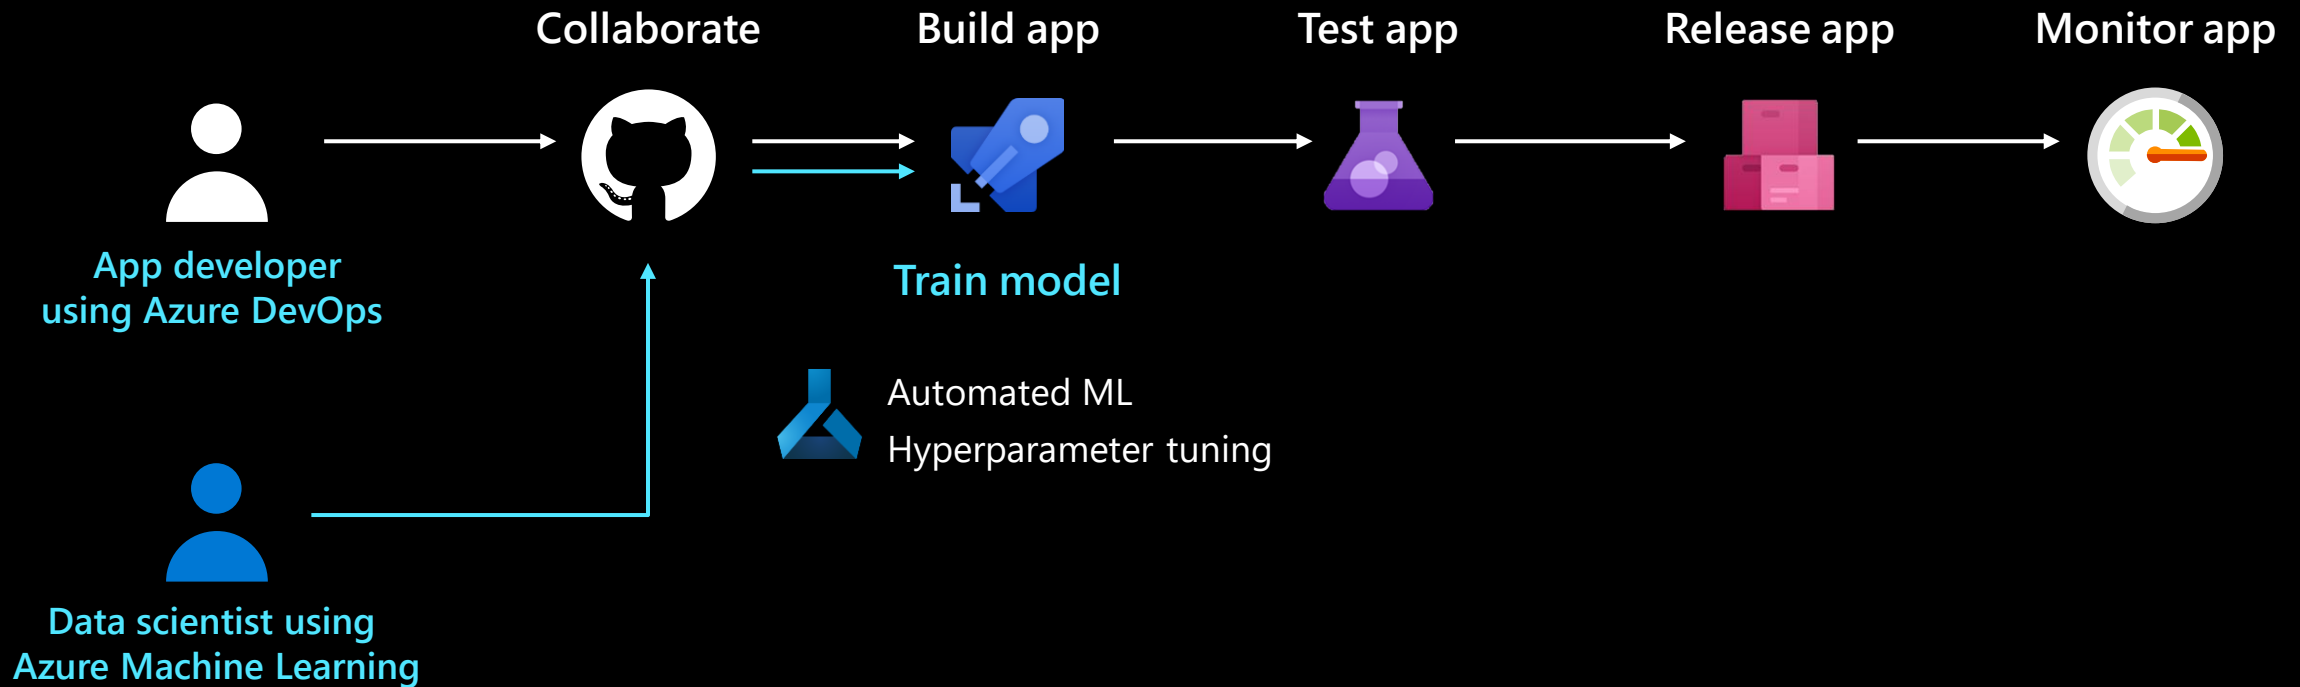 Collaborate
Build app
Test app
Release app
Monitor app
App developer
using Azure DevOps
Train model
Automated ML
Hyperparameter tuning
Data scientist using
Azure Machine Learning